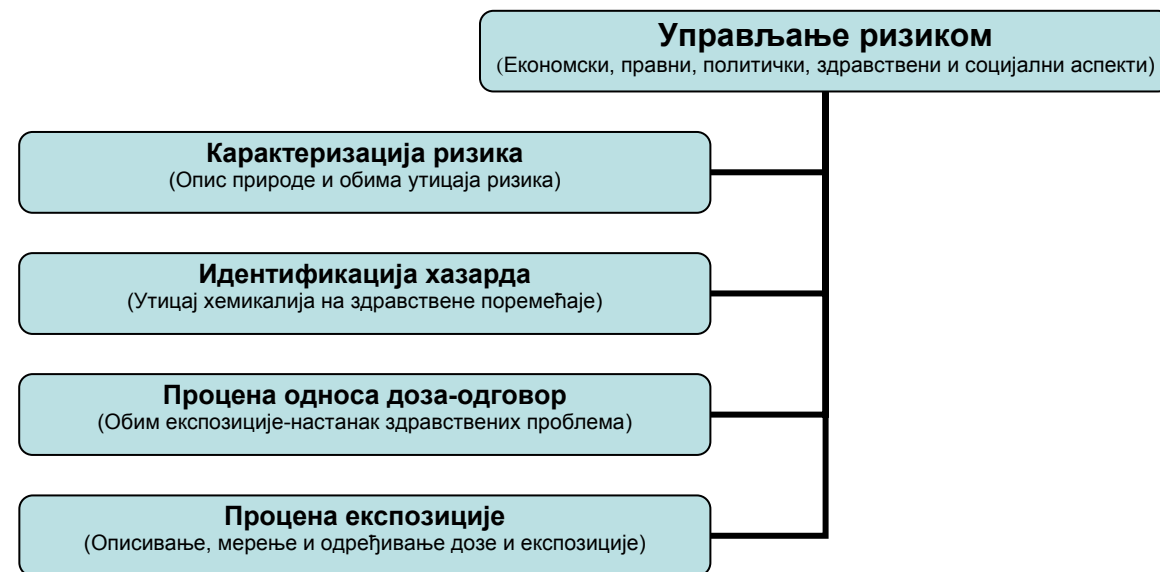 Управљање ризиком
(Економски, правни, политички, здравствени и социјални аспекти)
Карактеризација ризика
(Опис природе и обима утицаја ризика)
Идентификација хазарда
(Утицај хемикалија на здравствене поремећаје)
Процена односа доза-одговор
(Обим експозиције-настанак здравствених проблема)
Процена експозиције
(Описивање, мерење и одређивање дозе и експозиције)